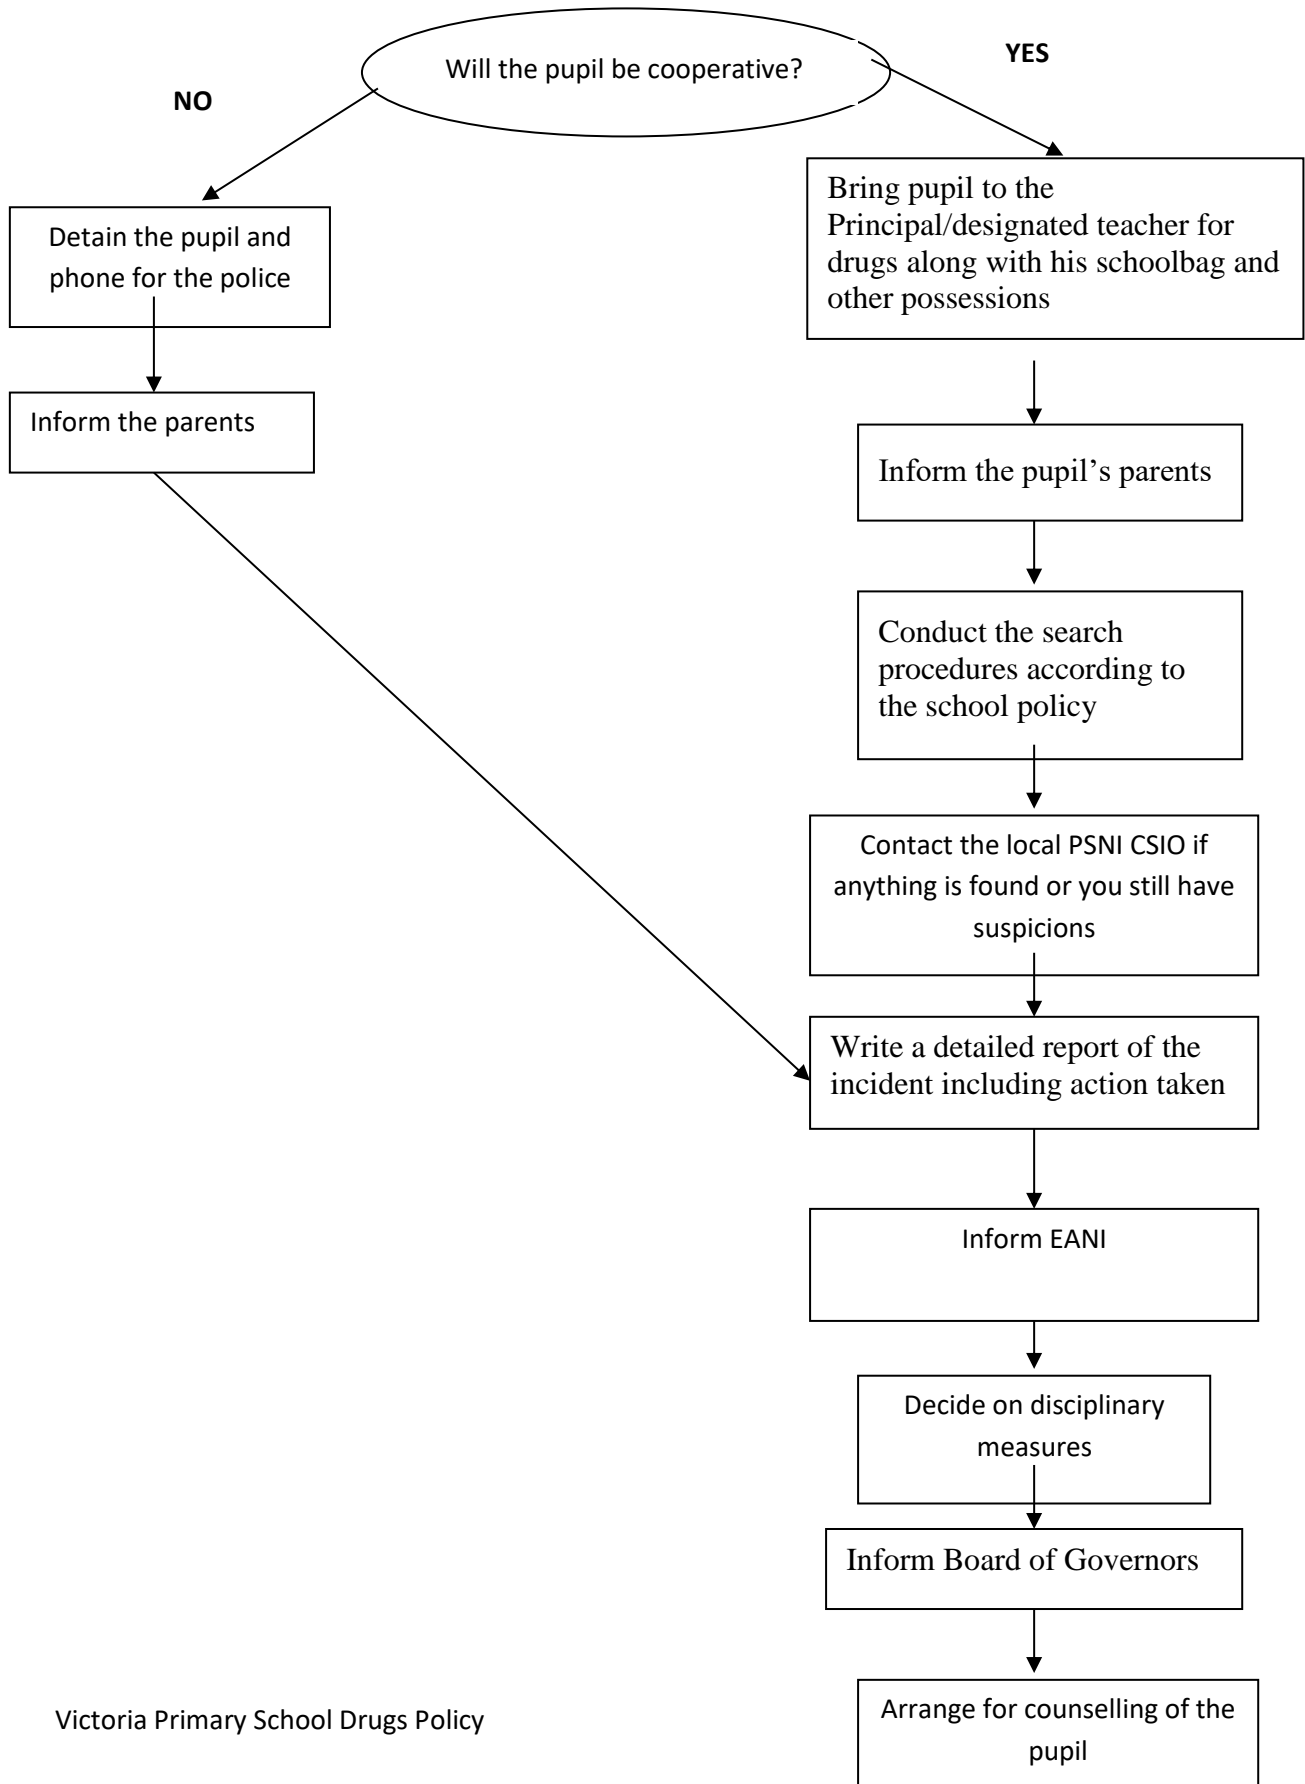 Will the pupil be cooperative?
YES
NO
Detain the pupil and
phone for the police
Inform the parents
Bring pupil to the
Principal/designated teacher for
drugs along with his schoolbag and
other possessions
Inform the pupil’s parents
Conduct the search
procedures according to
the school policy
Contact the local PSNI CSIO if
anything is found or you still have
suspicions
Write a detailed report of the
incident including action taken
Inform EANI
Decide on disciplinary
measures
Inform Board of Governors
Arrange for counselling of the
pupil
Victoria Primary School Drugs Policy